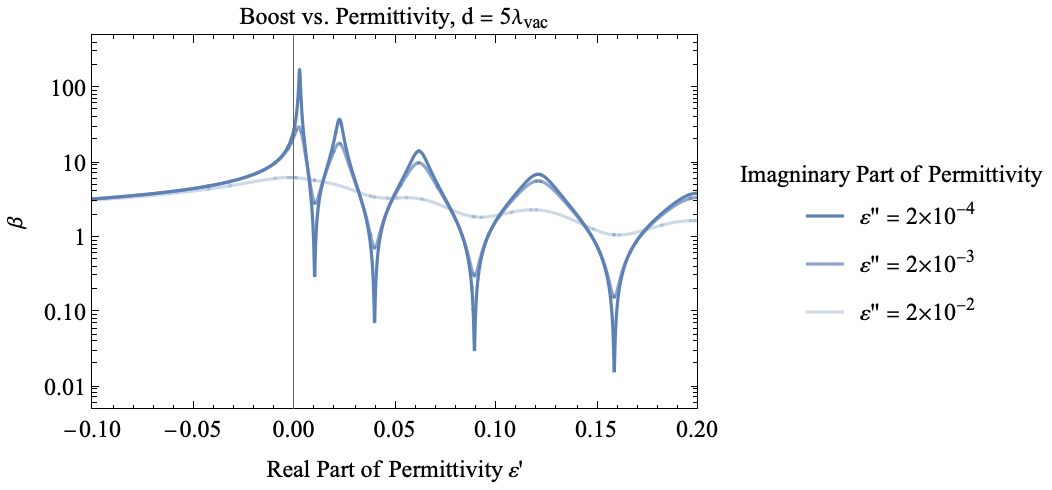 Boost vs. Permittivity, d = 5λvac
100
10
1
0.10
0.01
β
−0.10
−0.05
0.00
0.05
0.10
0.15
0.20
Real Part of Permittivity ε'
Imagninary Part of Permittivity
ε'' = 2×10⁻⁴
ε'' = 2×10⁻³
ε'' = 2×10⁻²